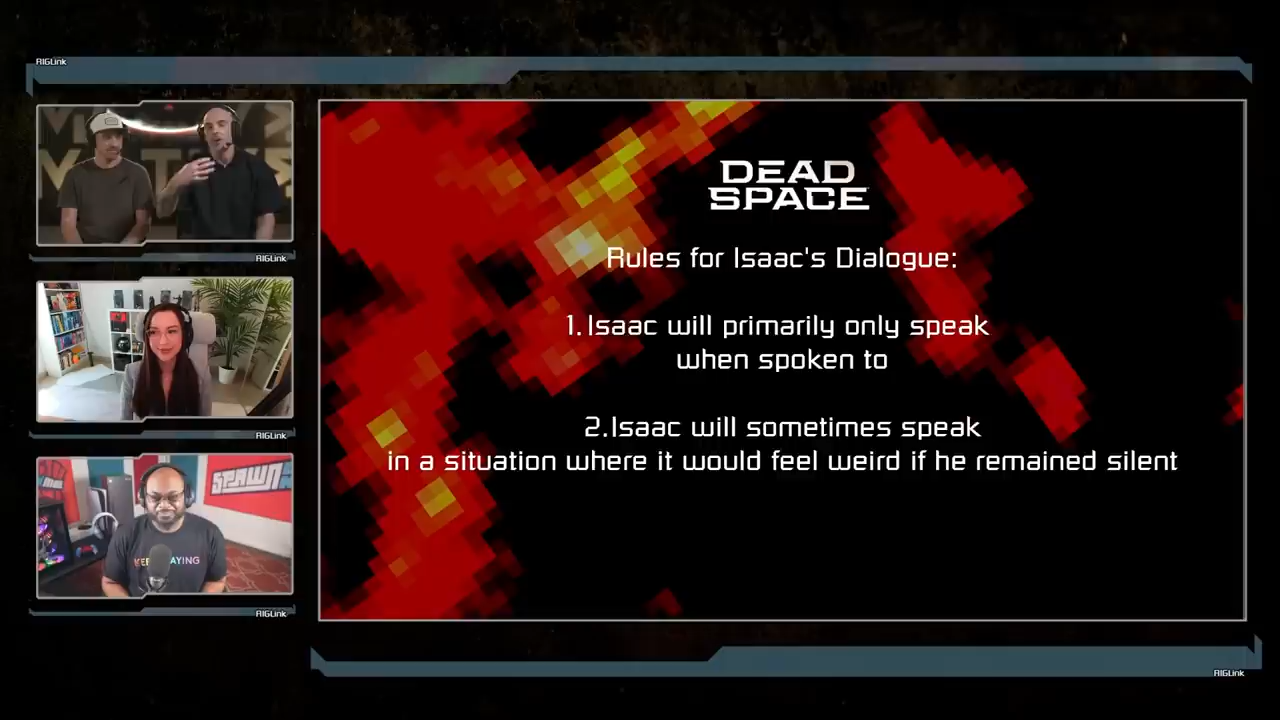 RIGLink
RIGLink
RIGLink
SPAWN
RIGLink
DEAD
SPACE
Rules for Isaac's Dialogue:
1. Isaac will primarily only speak
when spoken to
2.Isaac will sometimes speak
in a situation where it would feel weird if he remained silent
RIGLink